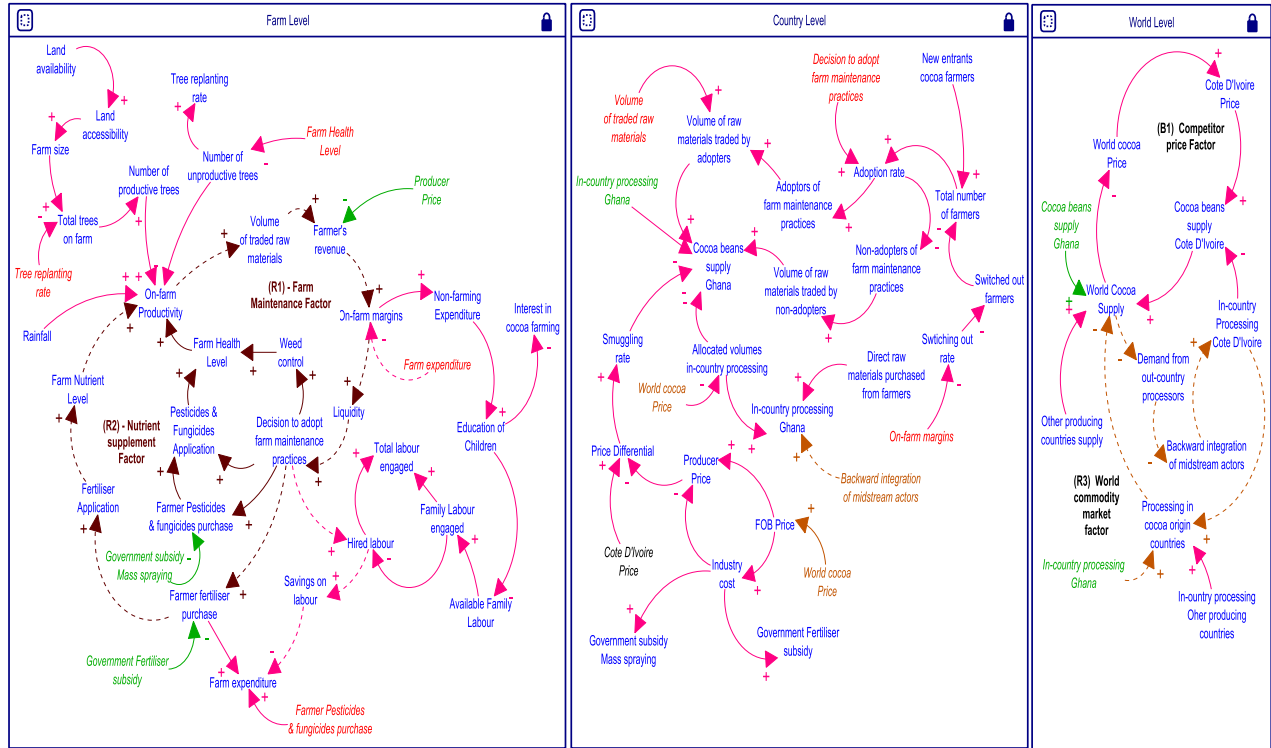 Farm Level
Land
availability
Tree replanting
rate
Land
accessibility
Farm size
Number of
productive trees
Number of
unproductive trees
Farm Health
Level
Total trees
on farm
Tree replanting
rate
Volume
of traded raw
materials
Farmer's
revenue
Producer
Price
(R1) - Farm
Maintenance Factor
On-farm
Productivity
On-farm margins
Non-farming
Expenditure
Interest in
cocoa farming
Rainfall
Farm Health
Level
Weed
control
Farm expenditure
Farm Nutrient
Level
Pesticides &
Fungicides
Application
Decision to adopt
farm maintenance
practices
Liquidity
Education of
Children
(R2) - Nutrient
supplement
Factor
Total labour
engaged
Fertiliser
Application
Farmer Pesticides
& fungicides purchase
Family Labour
engaged
Hired labour
Government subsidy
Mass spraying
Savings on
labour
Farmer fertiliser
purchase
Available Family
Labour
Government Fertiliser
subsidy
Farm expenditure
Farmer Pesticides
& fungicides purchase
Country Level
Volume
of traded raw
materials
Decision to adopt
farm maintenance
practices
New entrants
cocoa farmers
Volume of raw
materials traded by
adopters
In-country processing
Ghana
Adoption rate
Adopters of
farm maintenance
practices
Total number
of farmers
Cocoa beans
supply
Ghana
Non-adopters of
farm maintenance
practices
Volume of raw
materials traded by
non-adopters
Switched out
farmers
Smuggling
rate
Allocated volumes
in-country processing
Direct raw
materials purchased
from farmers
Swtiching out
rate
World cocoa
Price
In-country processing
Ghana
On-farm margins
Price Differential
Producer
Price
Backward integration
of midstream actors
FOB Price
Cote D'Ivoire
Price
Industry
cost
World cocoa
Price
Government subsidy
Mass spraying
Government Fertiliser
subsidy
World Level
Cote D'Ivoire
Price
(B1) Competitor
price Factor
World cocoa
Price
Cocoa beans
supply
Ghana
Cocoa beans
supply
Cote D'Ivoire
World Cocoa
Supply
In-country
Processing
Cote D'Ivoire
Demand from
out-country
processors
Other producing
countries supply
Backward integration
of midstream actors
(R3) World
commodity
market
factor
Processing in
cocoa origin
countries
In-country processing
Ghana
In-ountry processing
Oher producing
countries